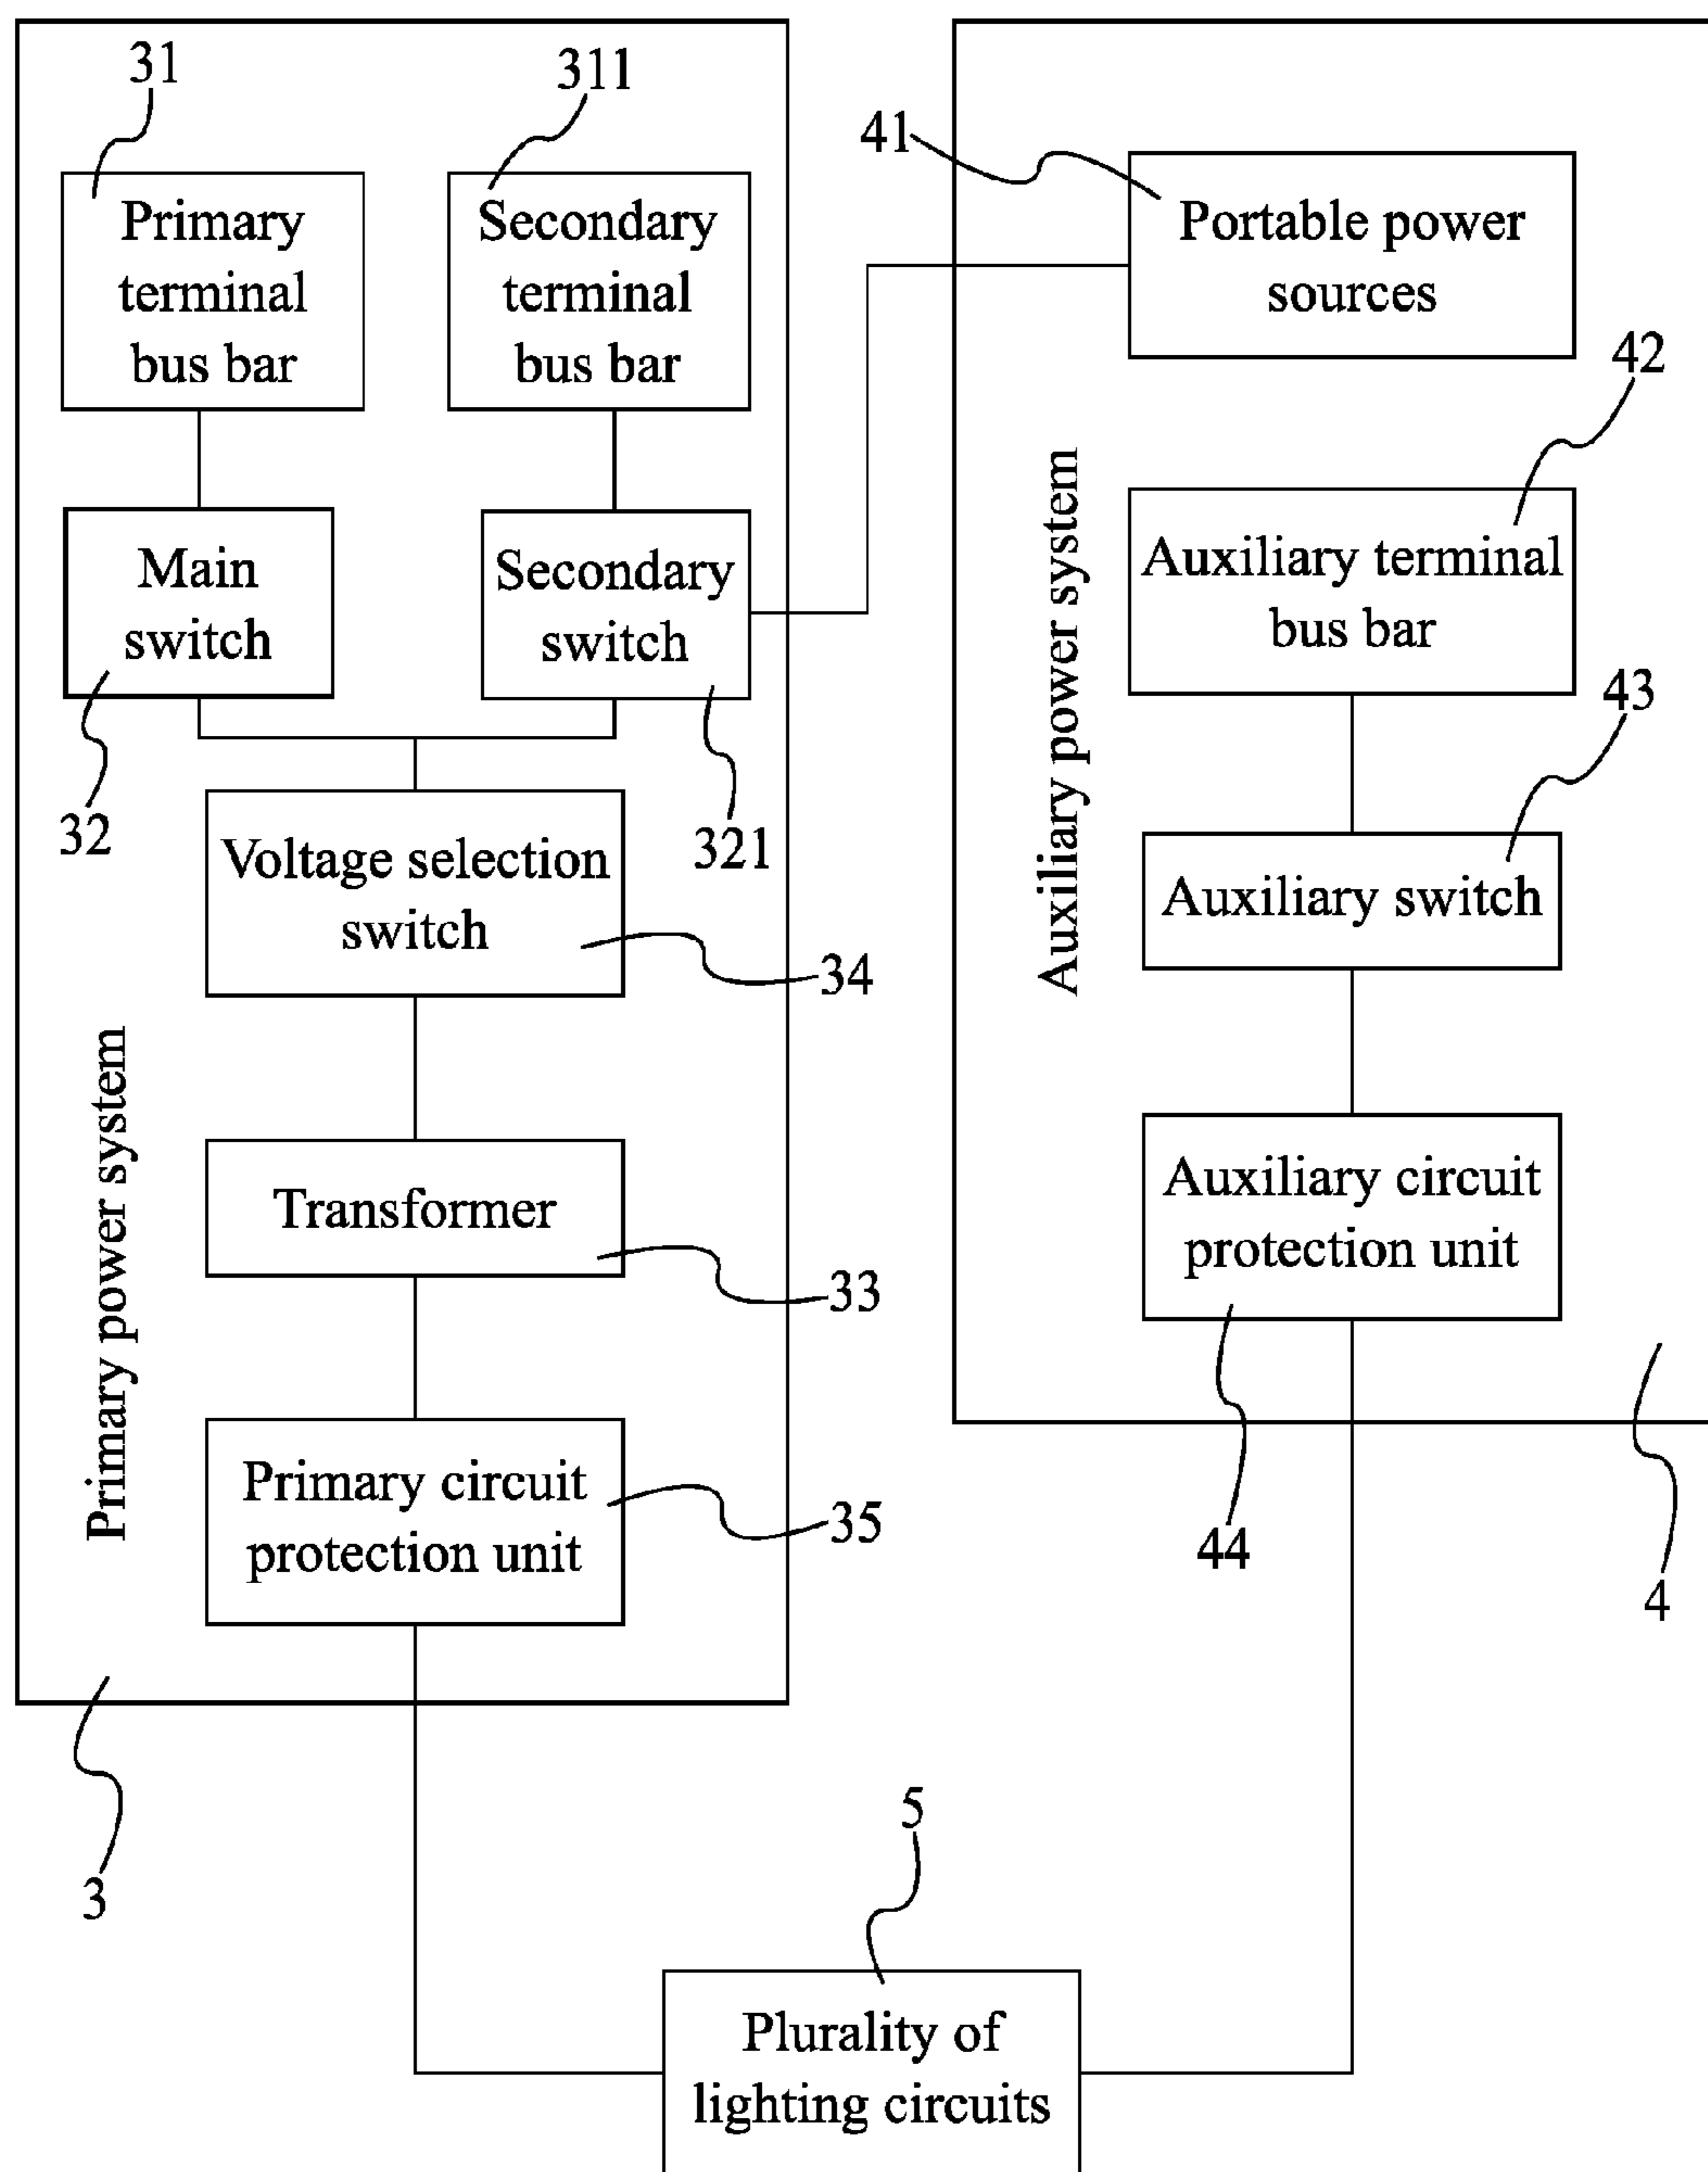 31
311
41
Primary
terminal
bus bar
Secondary
terminal
bus bar
Portable power
sources
42
Main
switch
Secondary
switch
Auxiliary power system
Auxiliary terminal
bus bar
43
32
321
Voltage selection
switch
34
Auxiliary switch
Primary power system
Transformer
33
Auxiliary circuit
protection unit
Primary circuit
protection unit
35
44
4
3
5
Plurality of
lighting circuits